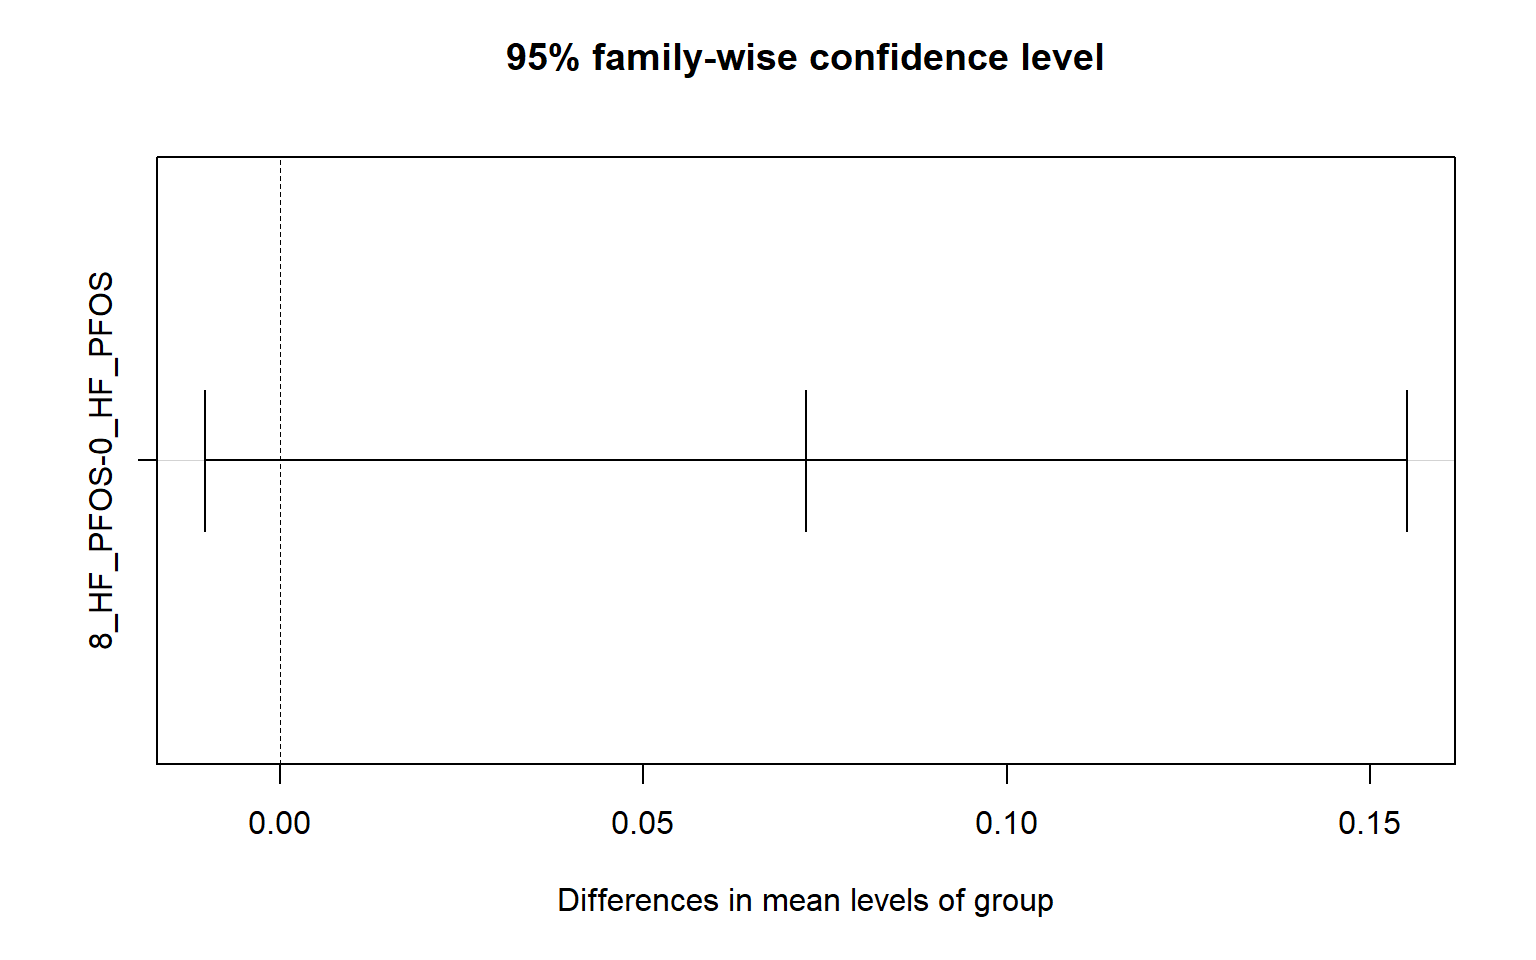 95% family-wise confidence level
8_HF_PFOS-0_HF_PFOS
0.00 0.05 0.10 0.15
Differences in mean levels of group